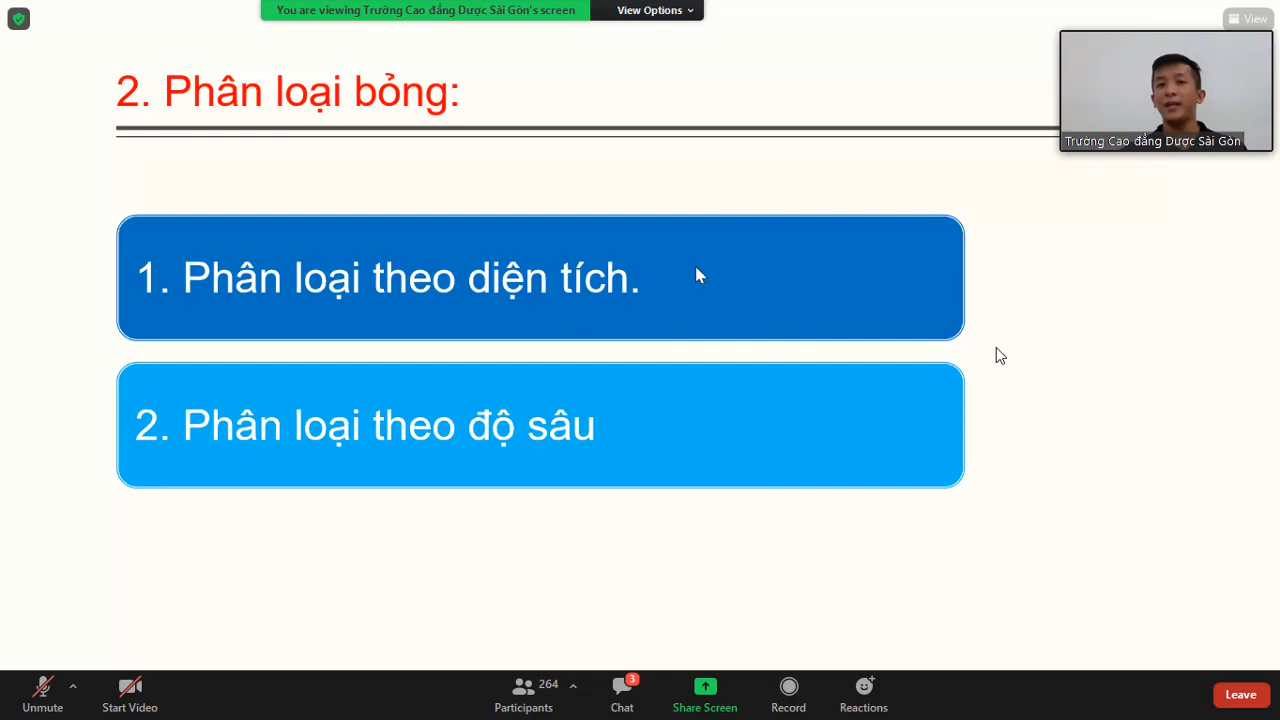 You are viewing Trường Cao đẳng Dược Sài Gòn's screen
View Options
View
2. Phân loại bỏng:
Trường Cao đẳng Dược Sài Gòn
1. Phân loại theo diện tích.
2. Phân loại theo độ sâu
Unmute
Start Video
264
Participants
3
Chat
Share Screen
Record
Reactions
Leave